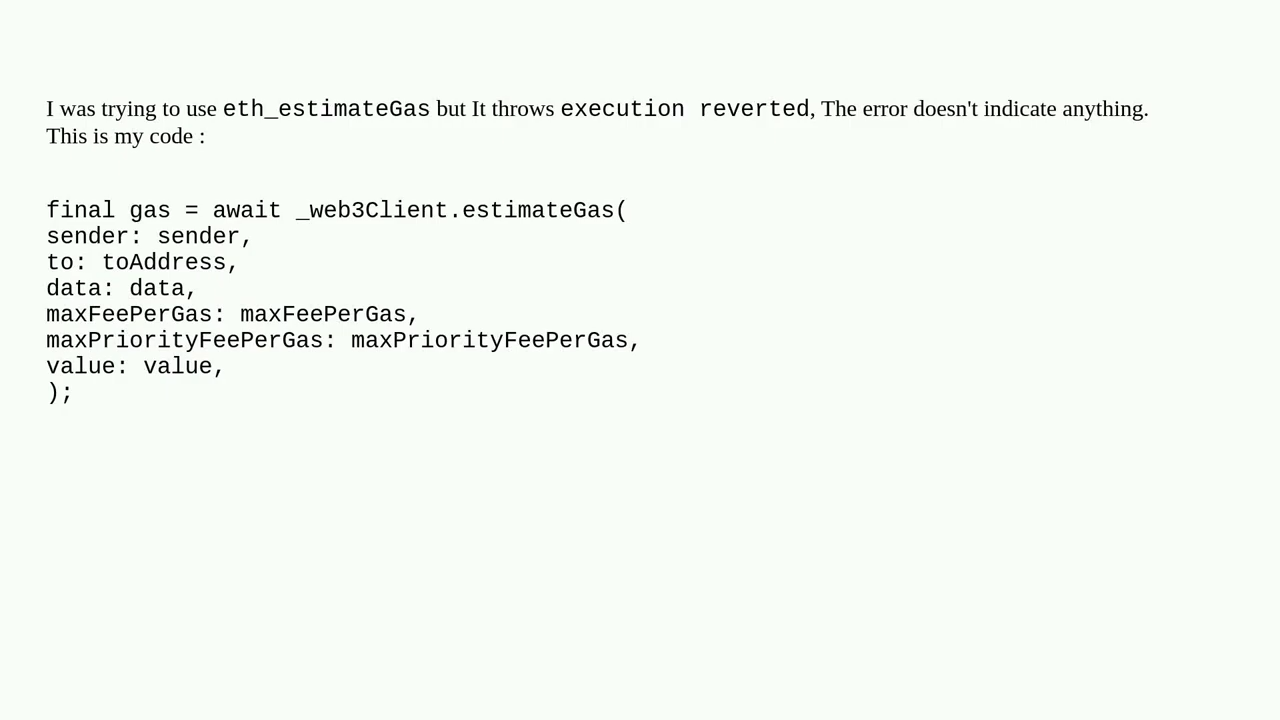 I was trying to use eth_estimateGas but It throws execution reverted, The error doesn't indicate anything.
This is my code :
final gas = await _web3Client.estimateGas(
sender: sender,
to: toAddress,
data: data,
maxFeePerGas: maxFeePerGas,
maxPriorityFeePerGas: maxPriorityFeePerGas,
value: value,
);